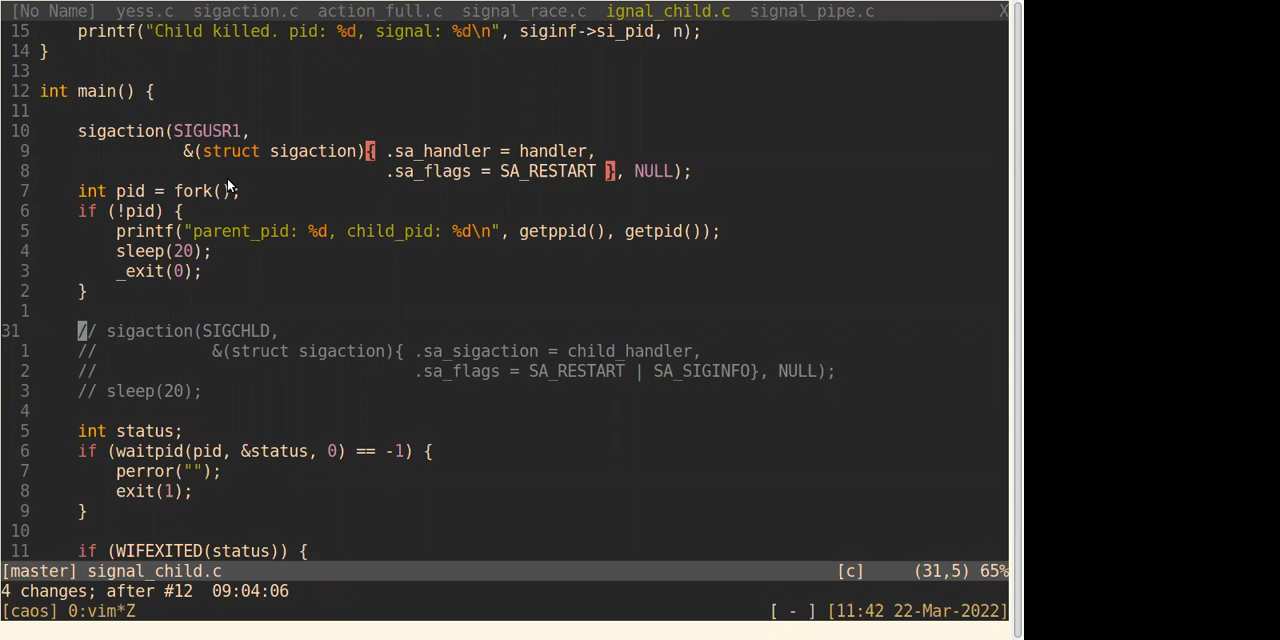 [No Name] yess.c sigaction.c action_full.c signal_race.c ignal_child.c signal_pipe.c X
15 printf("Child killed. pid: %d, signal: %d\n", siginf->si_pid, n);
14 }
13
12 int main() {
11
10 sigaction(SIGUSR1,
9 &(struct sigaction){ .sa_handler = handler,
8 .sa_flags = SA_RESTART }, NULL);
7 int pid = fork();
6 if (!pid) {
5 printf("parent_pid: %d, child_pid: %d\n", getppid(), getpid());
4 sleep(20);
3 _exit(0);
2 }
1
31 // sigaction(SIGCHLD,
1 // &(struct sigaction){ .sa_sigaction = child_handler,
2 // .sa_flags = SA_RESTART | SA_SIGINFO}, NULL);
3 // sleep(20);
4
5 int status;
6 if (waitpid(pid, &status, 0) == -1) {
7 perror("");
8 exit(1);
9 }
10
11 if (WIFEXITED(status)) {
[master] signal_child.c [c] (31,5) 65%
4 changes; after #12 09:04:06
[caos] 0:vim*Z [ - ] [11:42 22-Mar-2022]